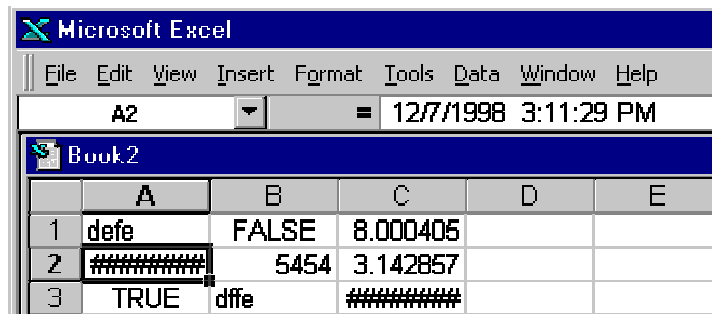 Microsoft Excel
File Edit View Insert Format Tools Data Window Help
A2 = 12/7/1998 3:11:29 PM
Book2
A B C D E
1 defe FALSE 8.000405
2 ######## 5454 3.142857
3 TRUE dffe ########